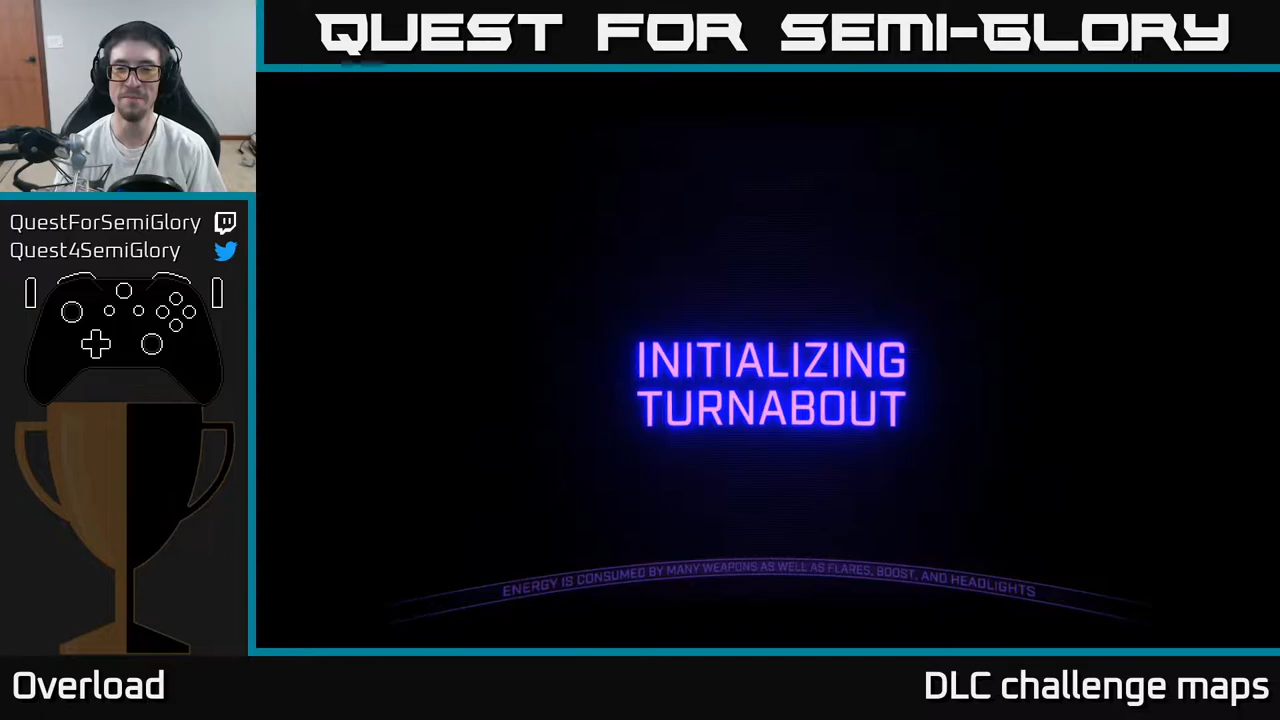 QUEST FOR SEMI-GLORY
QuestForSemiGlory
Quest4SemiGlory
INITIALIZING
TURNABOUT
ENERGY IS CONSUMED BY MANY WEAPONS AS WELL AS FLARES, BOOST, AND HEADLIGHTS
Overload
DLC challenge maps